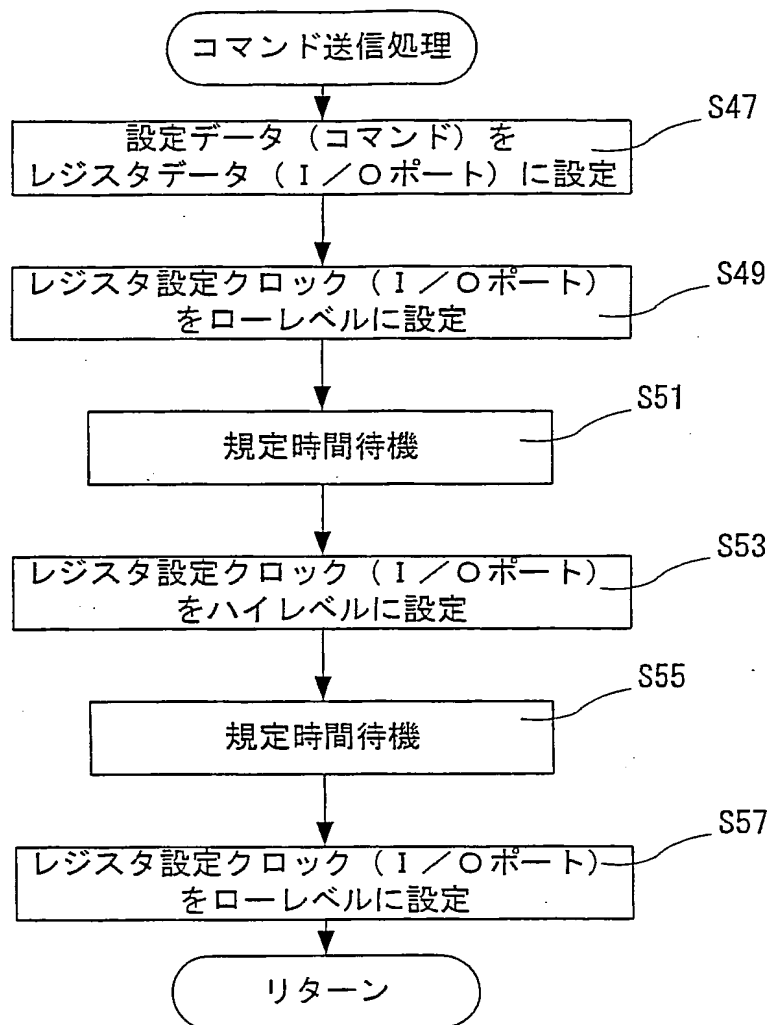 コマンド送信処理
S47
設定データ（コマンド）を
レジスタデータ（Ｉ／Ｏポート）に設定
S49
レジスタ設定クロック（Ｉ／Ｏポート）
をローレベルに設定
S51
規定時間待機
S53
レジスタ設定クロック（Ｉ／Ｏポート）
をハイレベルに設定
S55
規定時間待機
S57
レジスタ設定クロック（Ｉ／Ｏポート）
をローレベルに設定
リターン